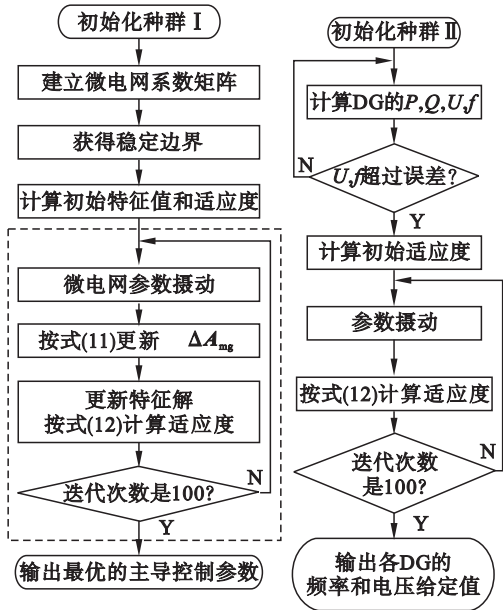 初始化种群Ⅰ
建立微电网系数矩阵
获得稳定边界
计算初始特征值和适应度
微电网参数摄动
按式(11)更新 ΔA_mg
更新特征解
按式(12)计算适应度
迭代次数是100?
N
Y
输出最优的主导控制参数
初始化种群Ⅱ
计算DG的P,Q,U,f
N
U,f超过误差?
Y
计算初始适应度
参数摄动
按式(12)计算适应度
N
迭代次数
是100?
Y
输出各DG的
频率和电压给定值